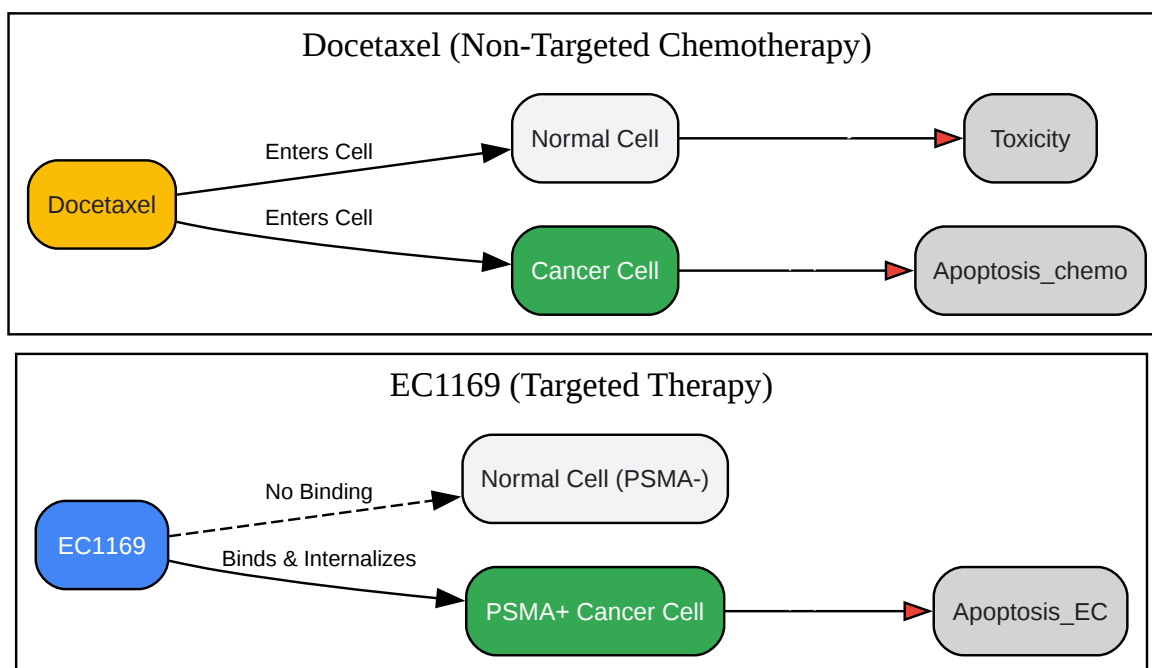 Docetaxel (Non-Targeted Chemotherapy)
Enters Cell
Normal Cell
Toxicity
Docetaxel
Enters Cell
Cancer Cell
Apoptosis_chemo
EC1169 (Targeted Therapy)
No Binding
Normal Cell (PSMA-)
EC1169
Binds & Internalizes
PSMA+ Cancer Cell
Apoptosis_EC